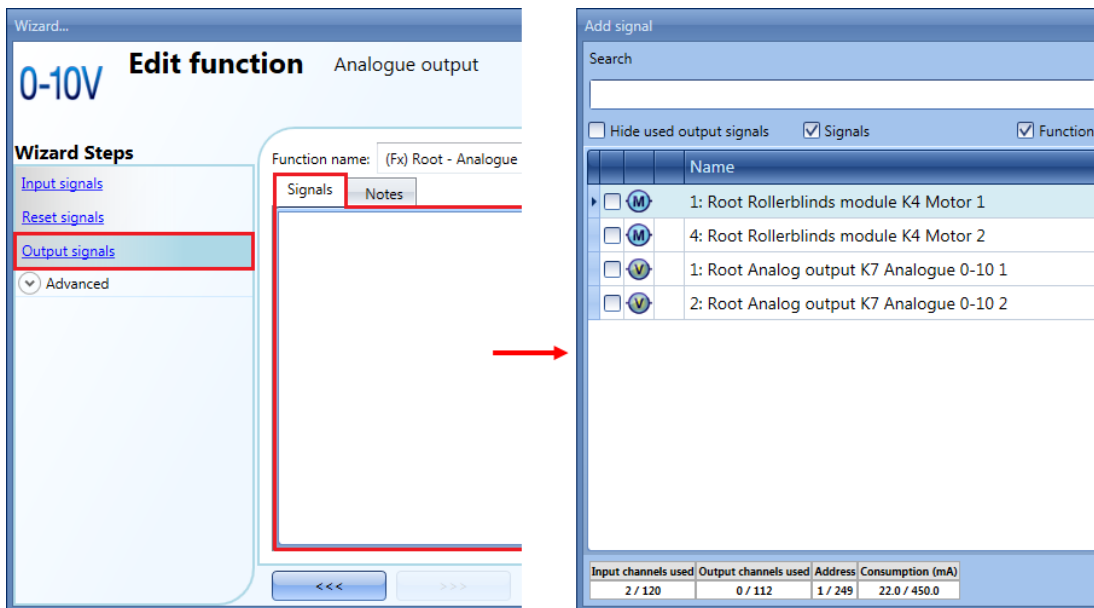 Wizard...
0-10V
Edit function Analogue output
Wizard Steps
Input signals
Reset signals
Output signals
Advanced
Function name: (Fx) Root - Analogue
Signals Notes
<<< >>>
Add signal
Search
Hide used output signals Signals Function
Name
M 1: Root Rollerblinds module K4 Motor 1
M 4: Root Rollerblinds module K4 Motor 2
V 1: Root Analog output K7 Analogue 0-10 1
V 2: Root Analog output K7 Analogue 0-10 2
Input channels used Output channels used Address Consumption (mA)
2 / 120 0 / 112 1 / 249 22.0 / 450.0